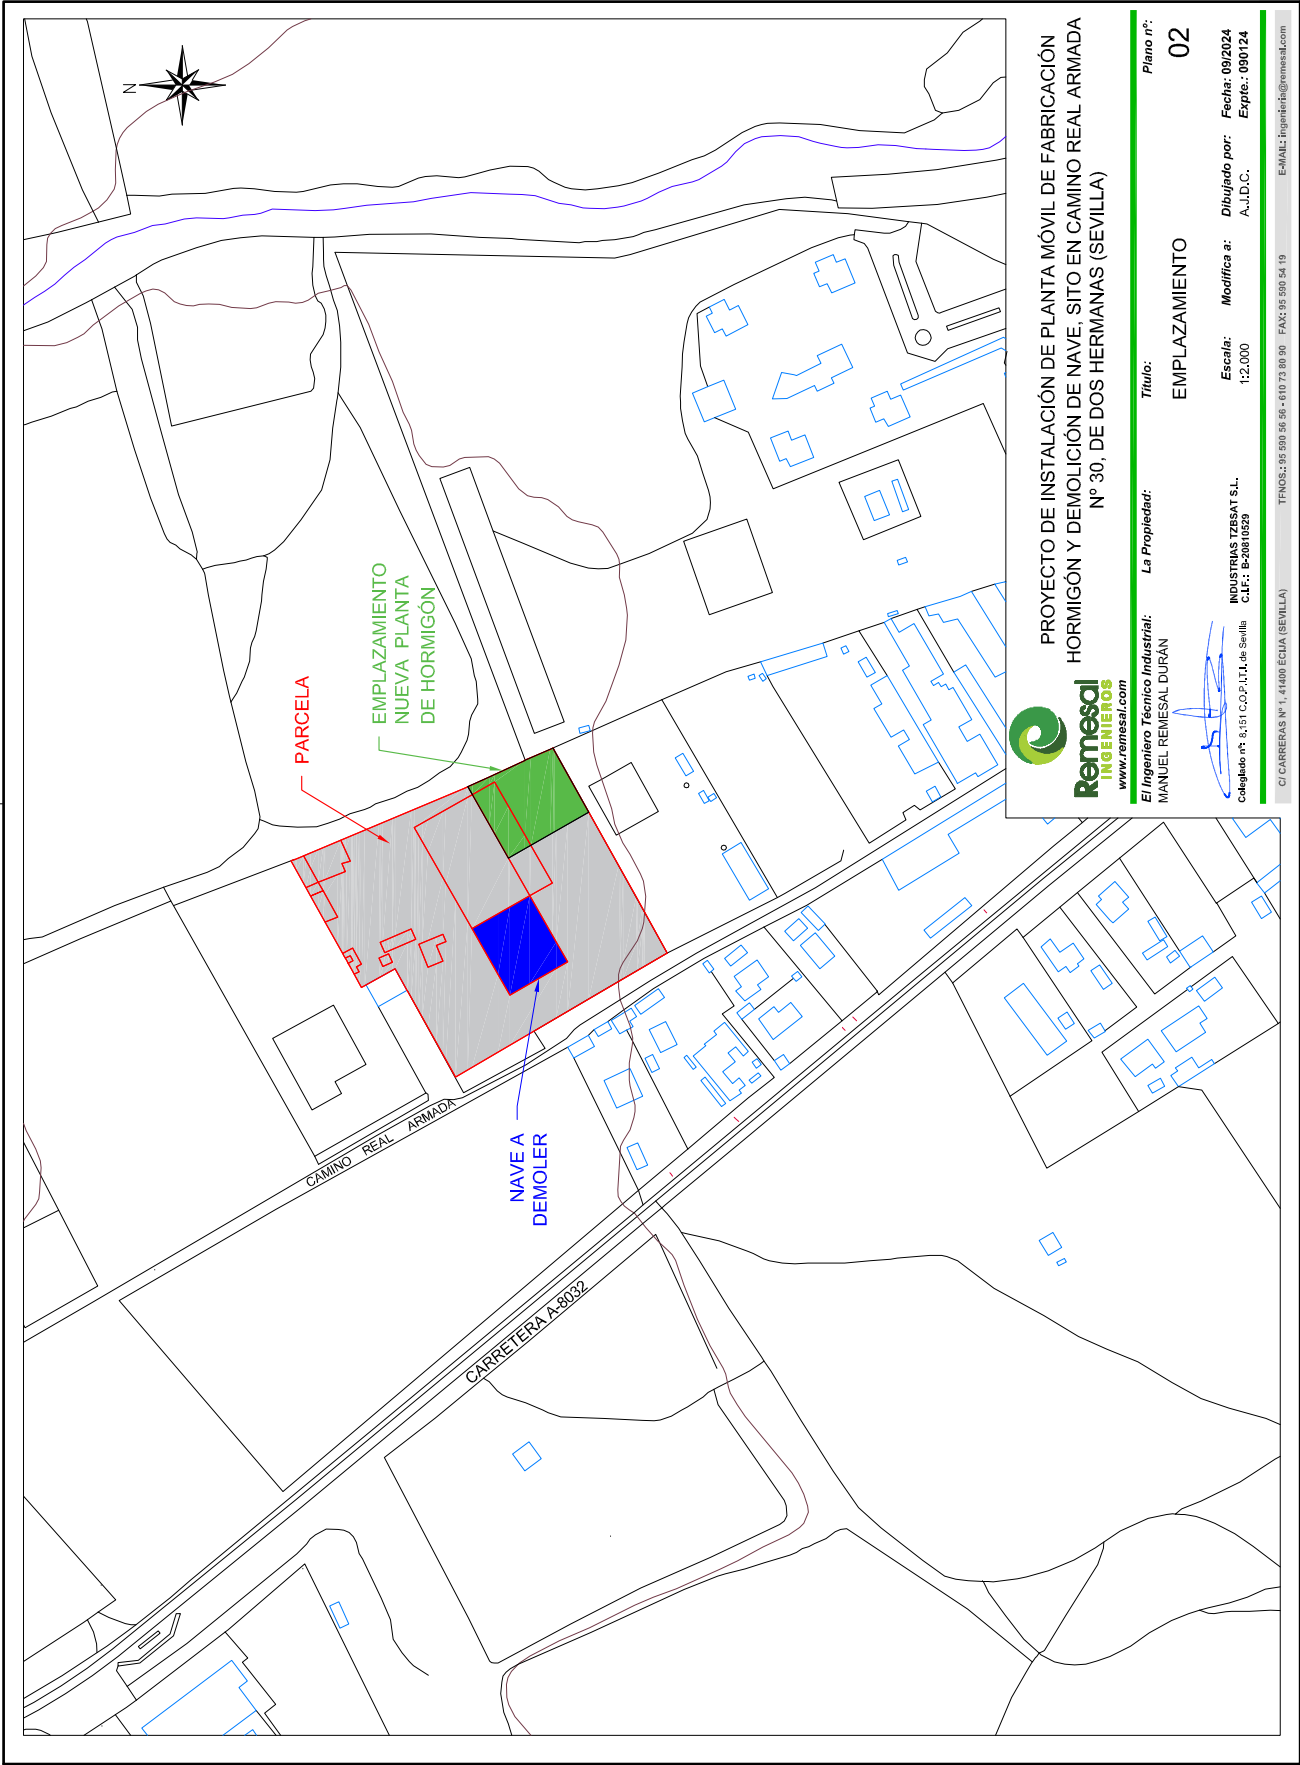 N
PARCELA
EMPLAZAMIENTO
NUEVA PLANTA
DE HORMIGÓN
NAVE A
DEMOLER
CAMINO REAL ARMADA
CARRETERA A-8032
Remesal
INGENIEROS
www.remesal.com
PROYECTO DE INSTALACIÓN DE PLANTA MÓVIL DE FABRICACIÓN
HORMIGÓN Y DEMOLICIÓN DE NAVE, SITO EN CAMINO REAL ARMADA
Nº 30, DE DOS HERMANAS (SEVILLA)
El Ingeniero Técnico Industrial:
MANUEL REMESAL DURÁN
Colegiado nº: 8.151 C.O.P.I.T.I. de Sevilla
La Propiedad:
INDUSTRIAS TZBSAT S.L.
C.I.F.: B-20810529
Título:
EMPLAZAMIENTO
Plano nº:
02
Escala:
1:2.000
Modifica a:
Dibujado por:
A.J.D.C.
Fecha: 09/2024
Expte.: 090124
C/ CARRERAS Nº 1, 41400 ÉCIJA (SEVILLA) TFNOS.: 95 590 56 56 - 610 73 80 90 FAX: 95 590 54 19 E-MAIL: ingenieria@remesal.com